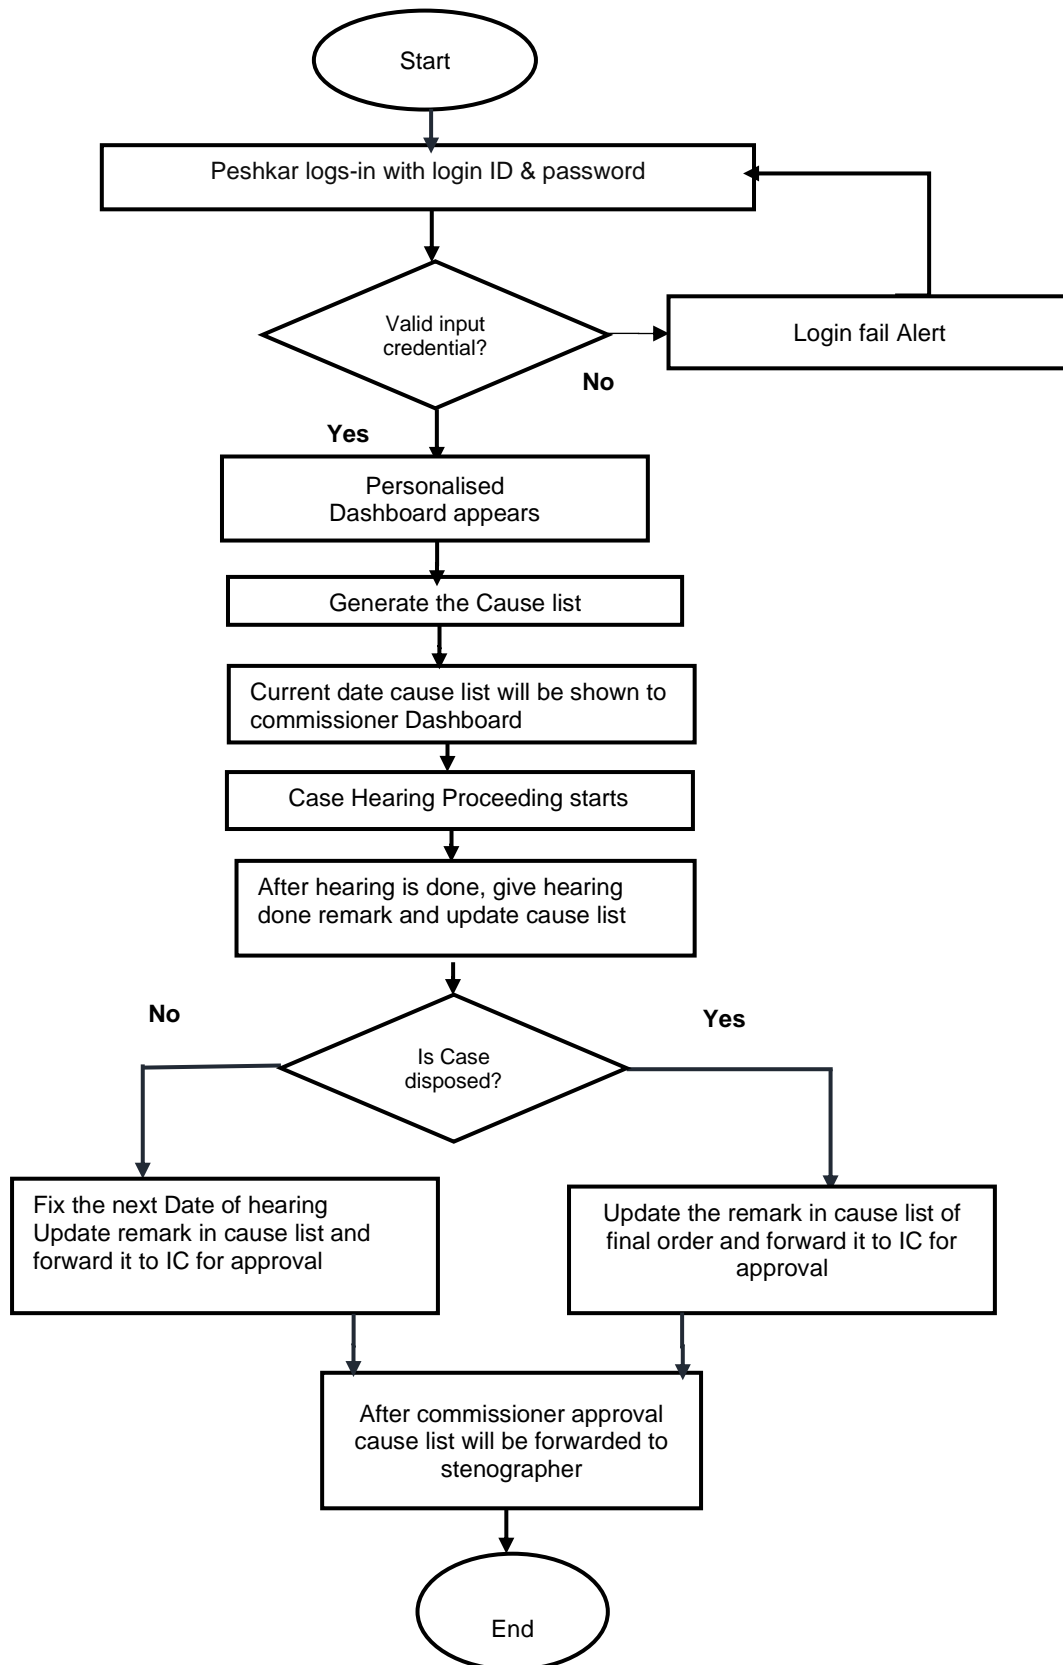 Start
Peshkar logs-in with login ID & password
Valid input
credential?
Login fail Alert
No
Yes
Personalised
Dashboard appears
Generate the Cause list
Current date cause list will be shown to
commissioner Dashboard
Case Hearing Proceeding starts
After hearing is done, give hearing
done remark and update cause list
No
Yes
Is Case
disposed?
Fix the next Date of hearing
Update remark in cause list and
forward it to IC for approval
Update the remark in cause list of
final order and forward it to IC for
approval
After commissioner approval
cause list will be forwarded to
stenographer
End